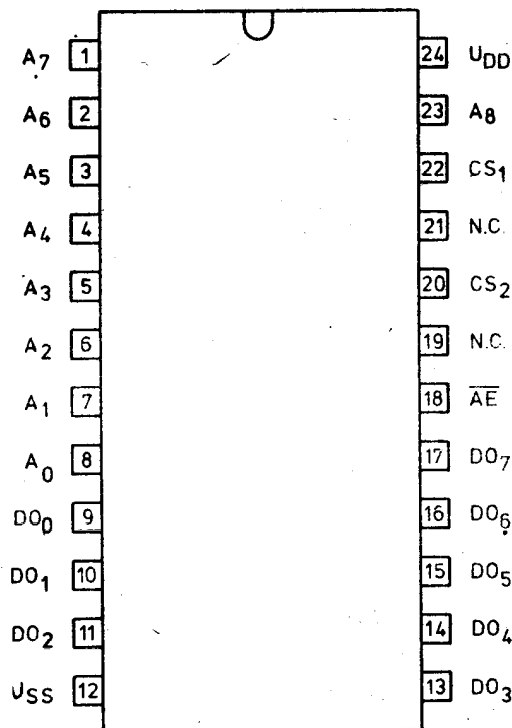 A7 1 24 UDD
A6 2 23 A8
A5 3 22 CS1
A4 4 21 N.C.
A3 5 20 CS2
A2 6 19 N.C.
A1 7 18 A̅E̅
A0 8 17 DO7
DO0 9 16 DO6
DO1 10 15 DO5
DO2 11 14 DO4
USS 12 13 DO3